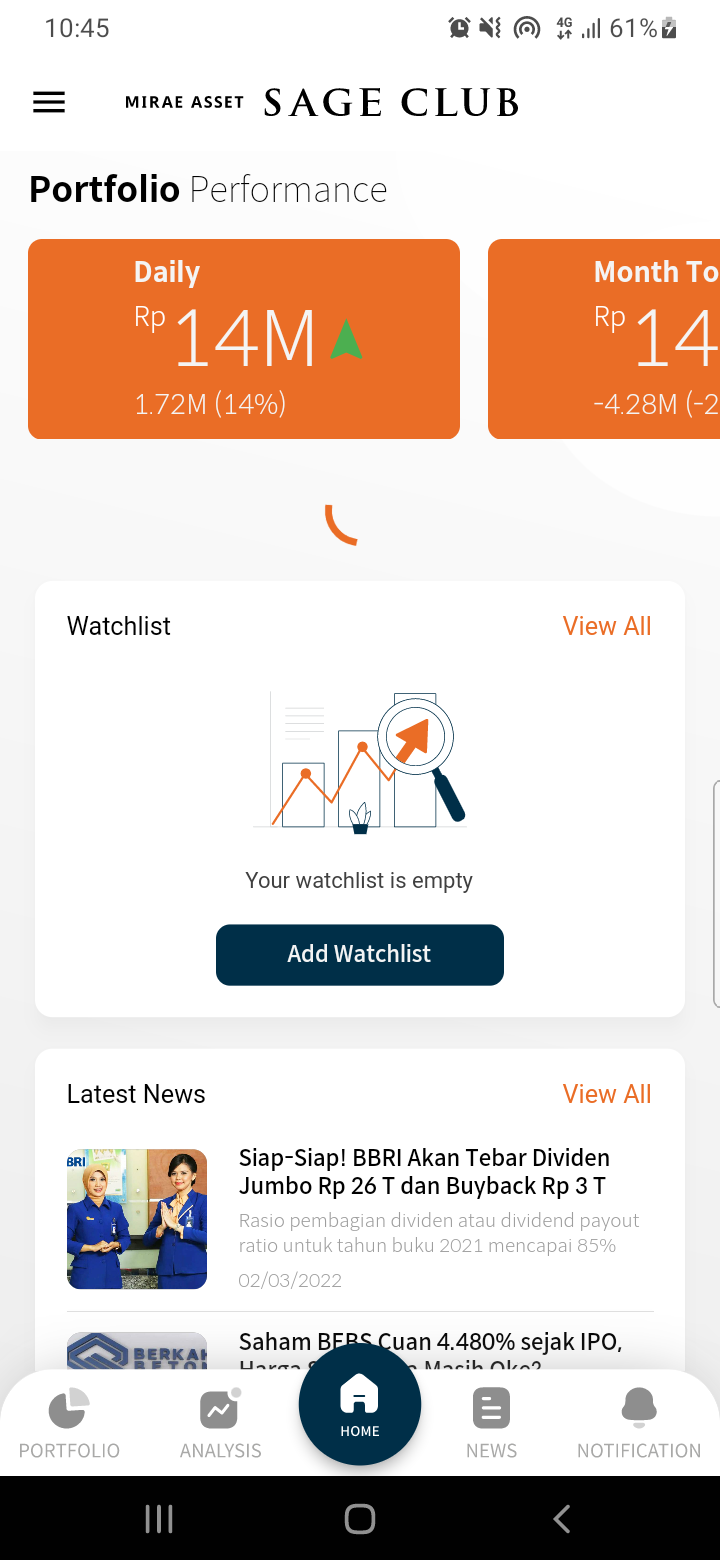 10:45
4G
61%
MIRAE ASSET SAGE CLUB
Portfolio Performance
Daily
Rp 14M
1.72M (14%)
Month To
Rp 14
-4.28M (-2
Watchlist
View All
Your watchlist is empty
Add Watchlist
Latest News
View All
BRI
Siap-Siap! BBRI Akan Tebar Dividen
Jumbo Rp 26 T dan Buyback Rp 3 T
Rasio pembagian dividen atau dividend payout
ratio untuk tahun buku 2021 mencapai 85%
02/03/2022
BERKAH
BETON
Saham BEBS Cuan 4.480% sejak IPO,
Masih Oke?
PORTFOLIO
ANALYSIS
HOME
NEWS
NOTIFICATION